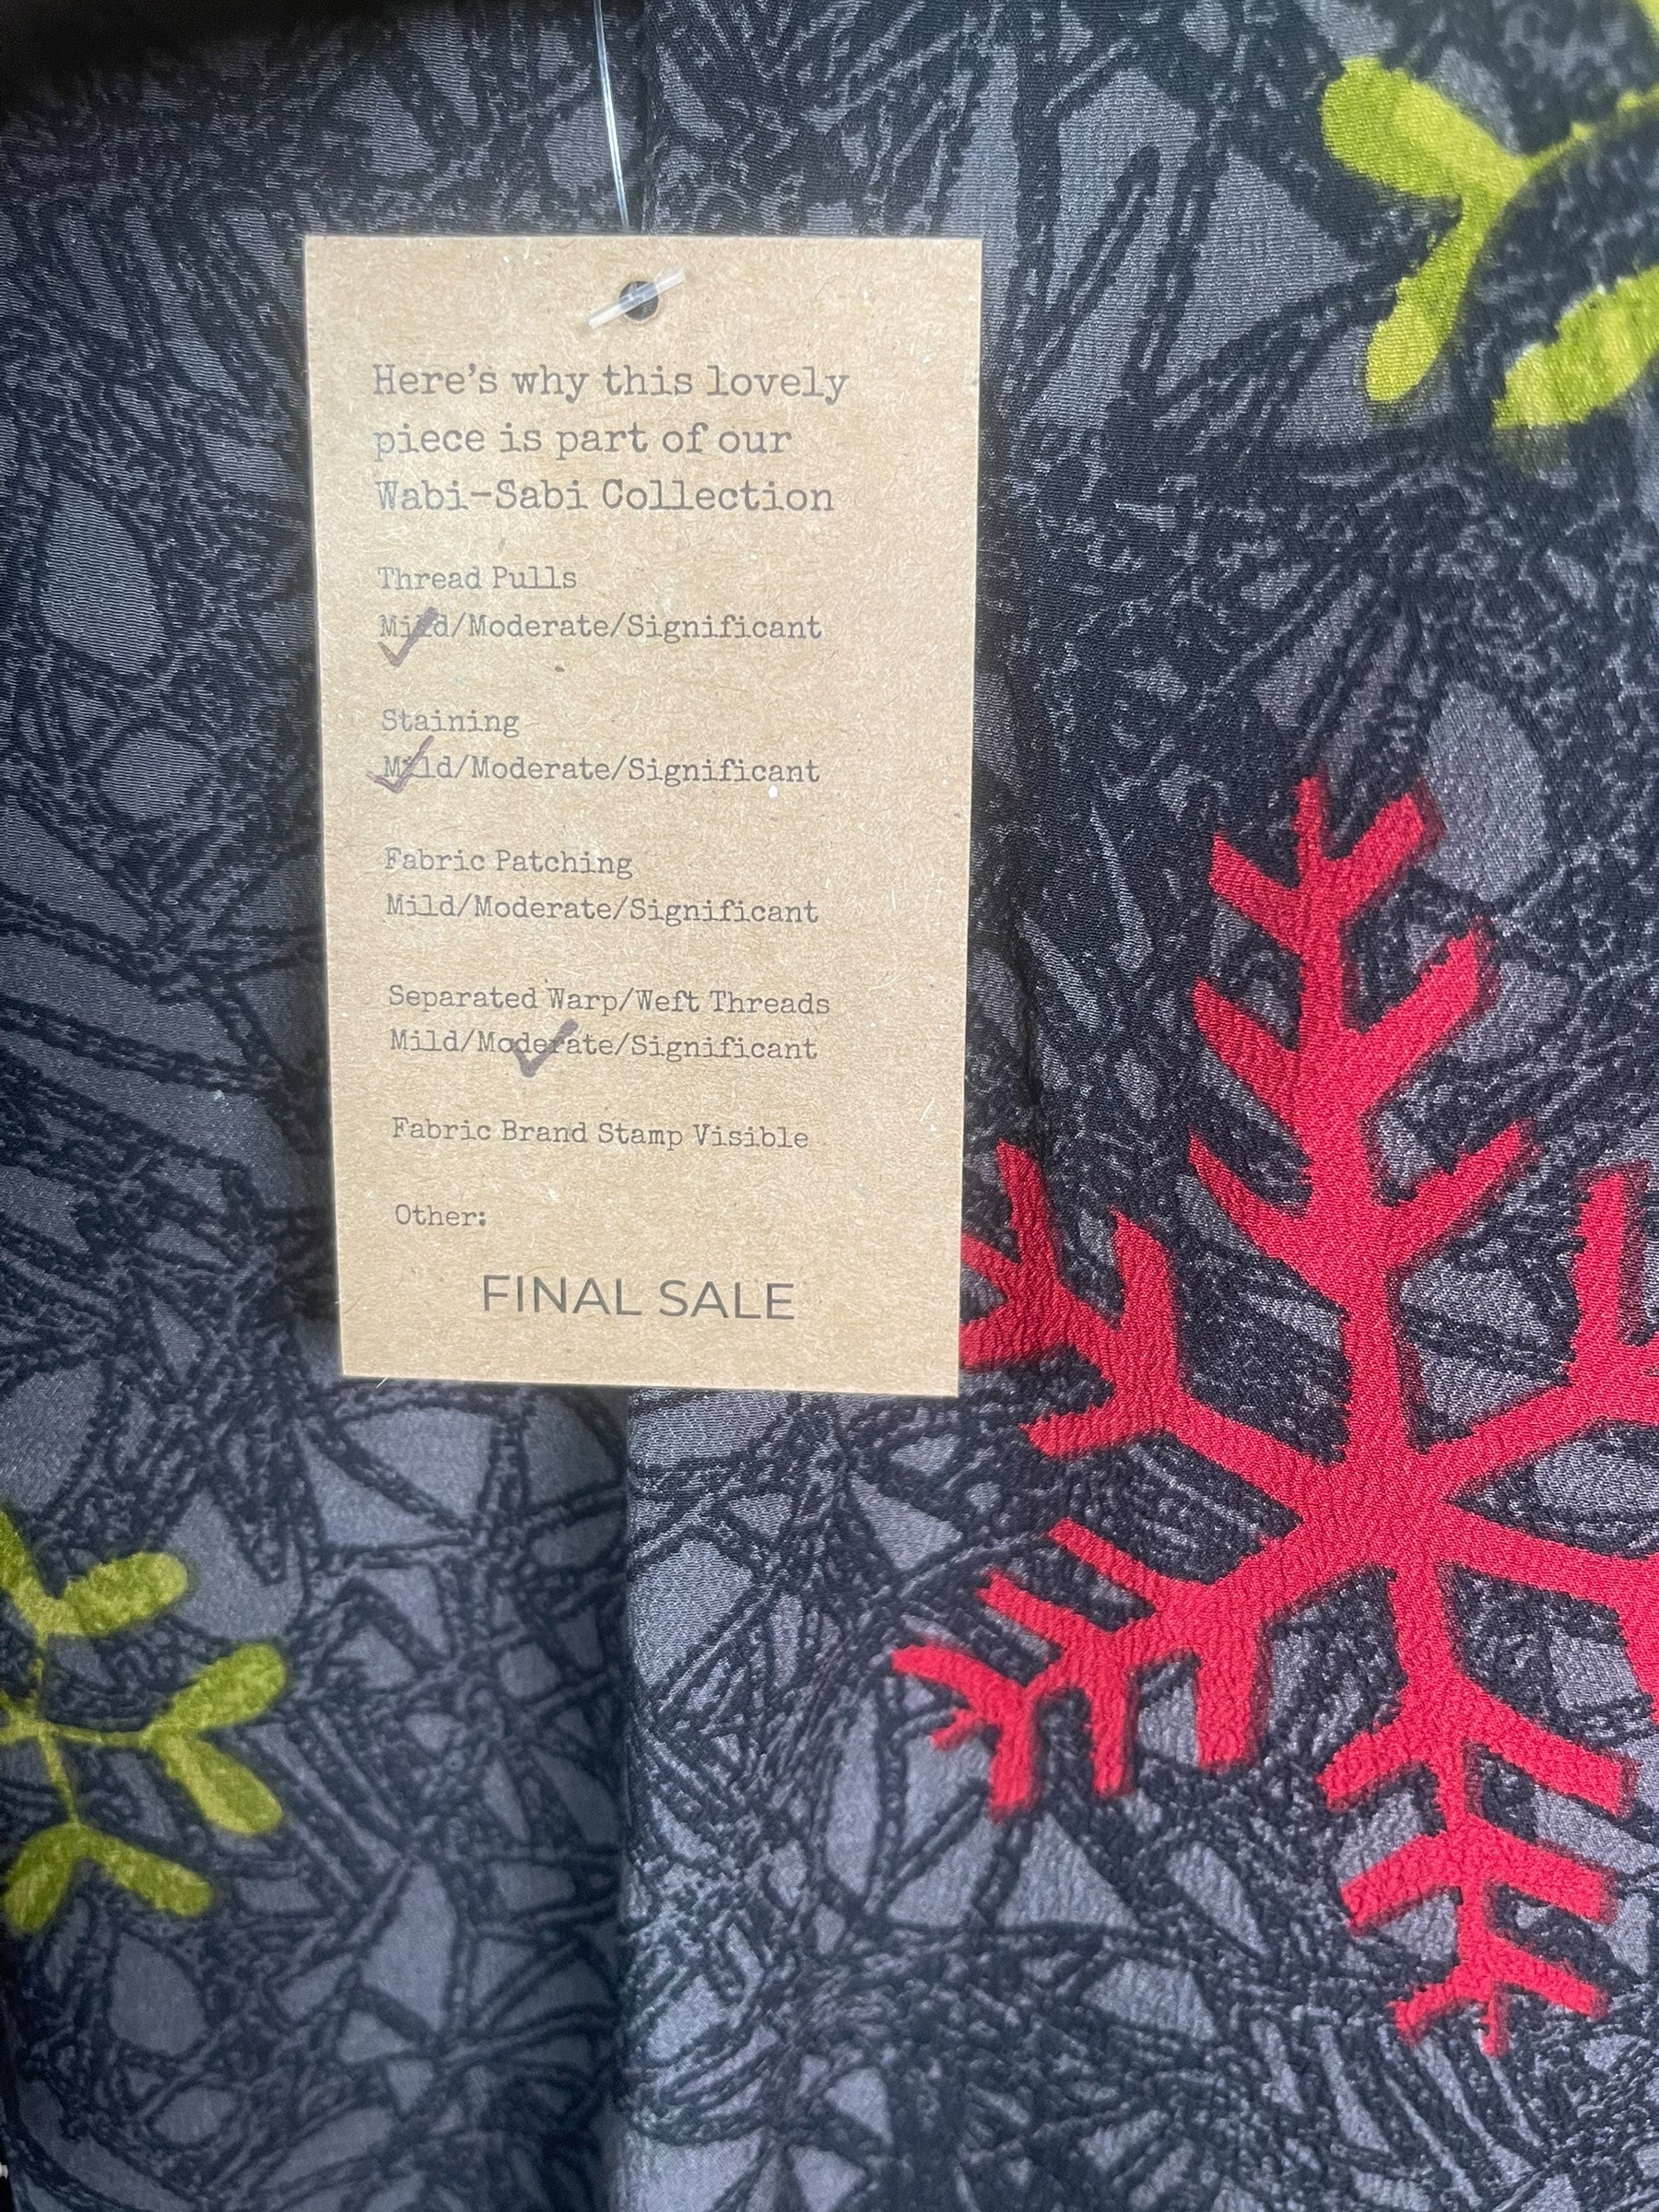 Here's why this lovely
piece is part of our
Wabi-Sabi Collection
Thread Pulls
Mild/Moderate/Significant
Staining
Mild/Moderate/Significant
Fabric Patching
Mild/Moderate/Significant
Separated Warp/Weft Threads
Mild/Moderate/Significant
Fabric Brand Stamp Visible
Other:
FINAL SALE